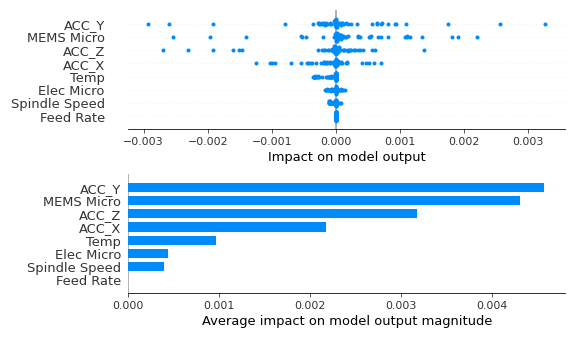 ACC_Y
MEMS Micro
ACC_Z
ACC_X
Temp
Elec Micro
Spindle Speed
Feed Rate
−0.003 −0.002 −0.001 0.000 0.001 0.002 0.003
Impact on model output
ACC_Y
MEMS Micro
ACC_Z
ACC_X
Temp
Elec Micro
Spindle Speed
Feed Rate
0.000 0.001 0.002 0.003 0.004
Average impact on model output magnitude